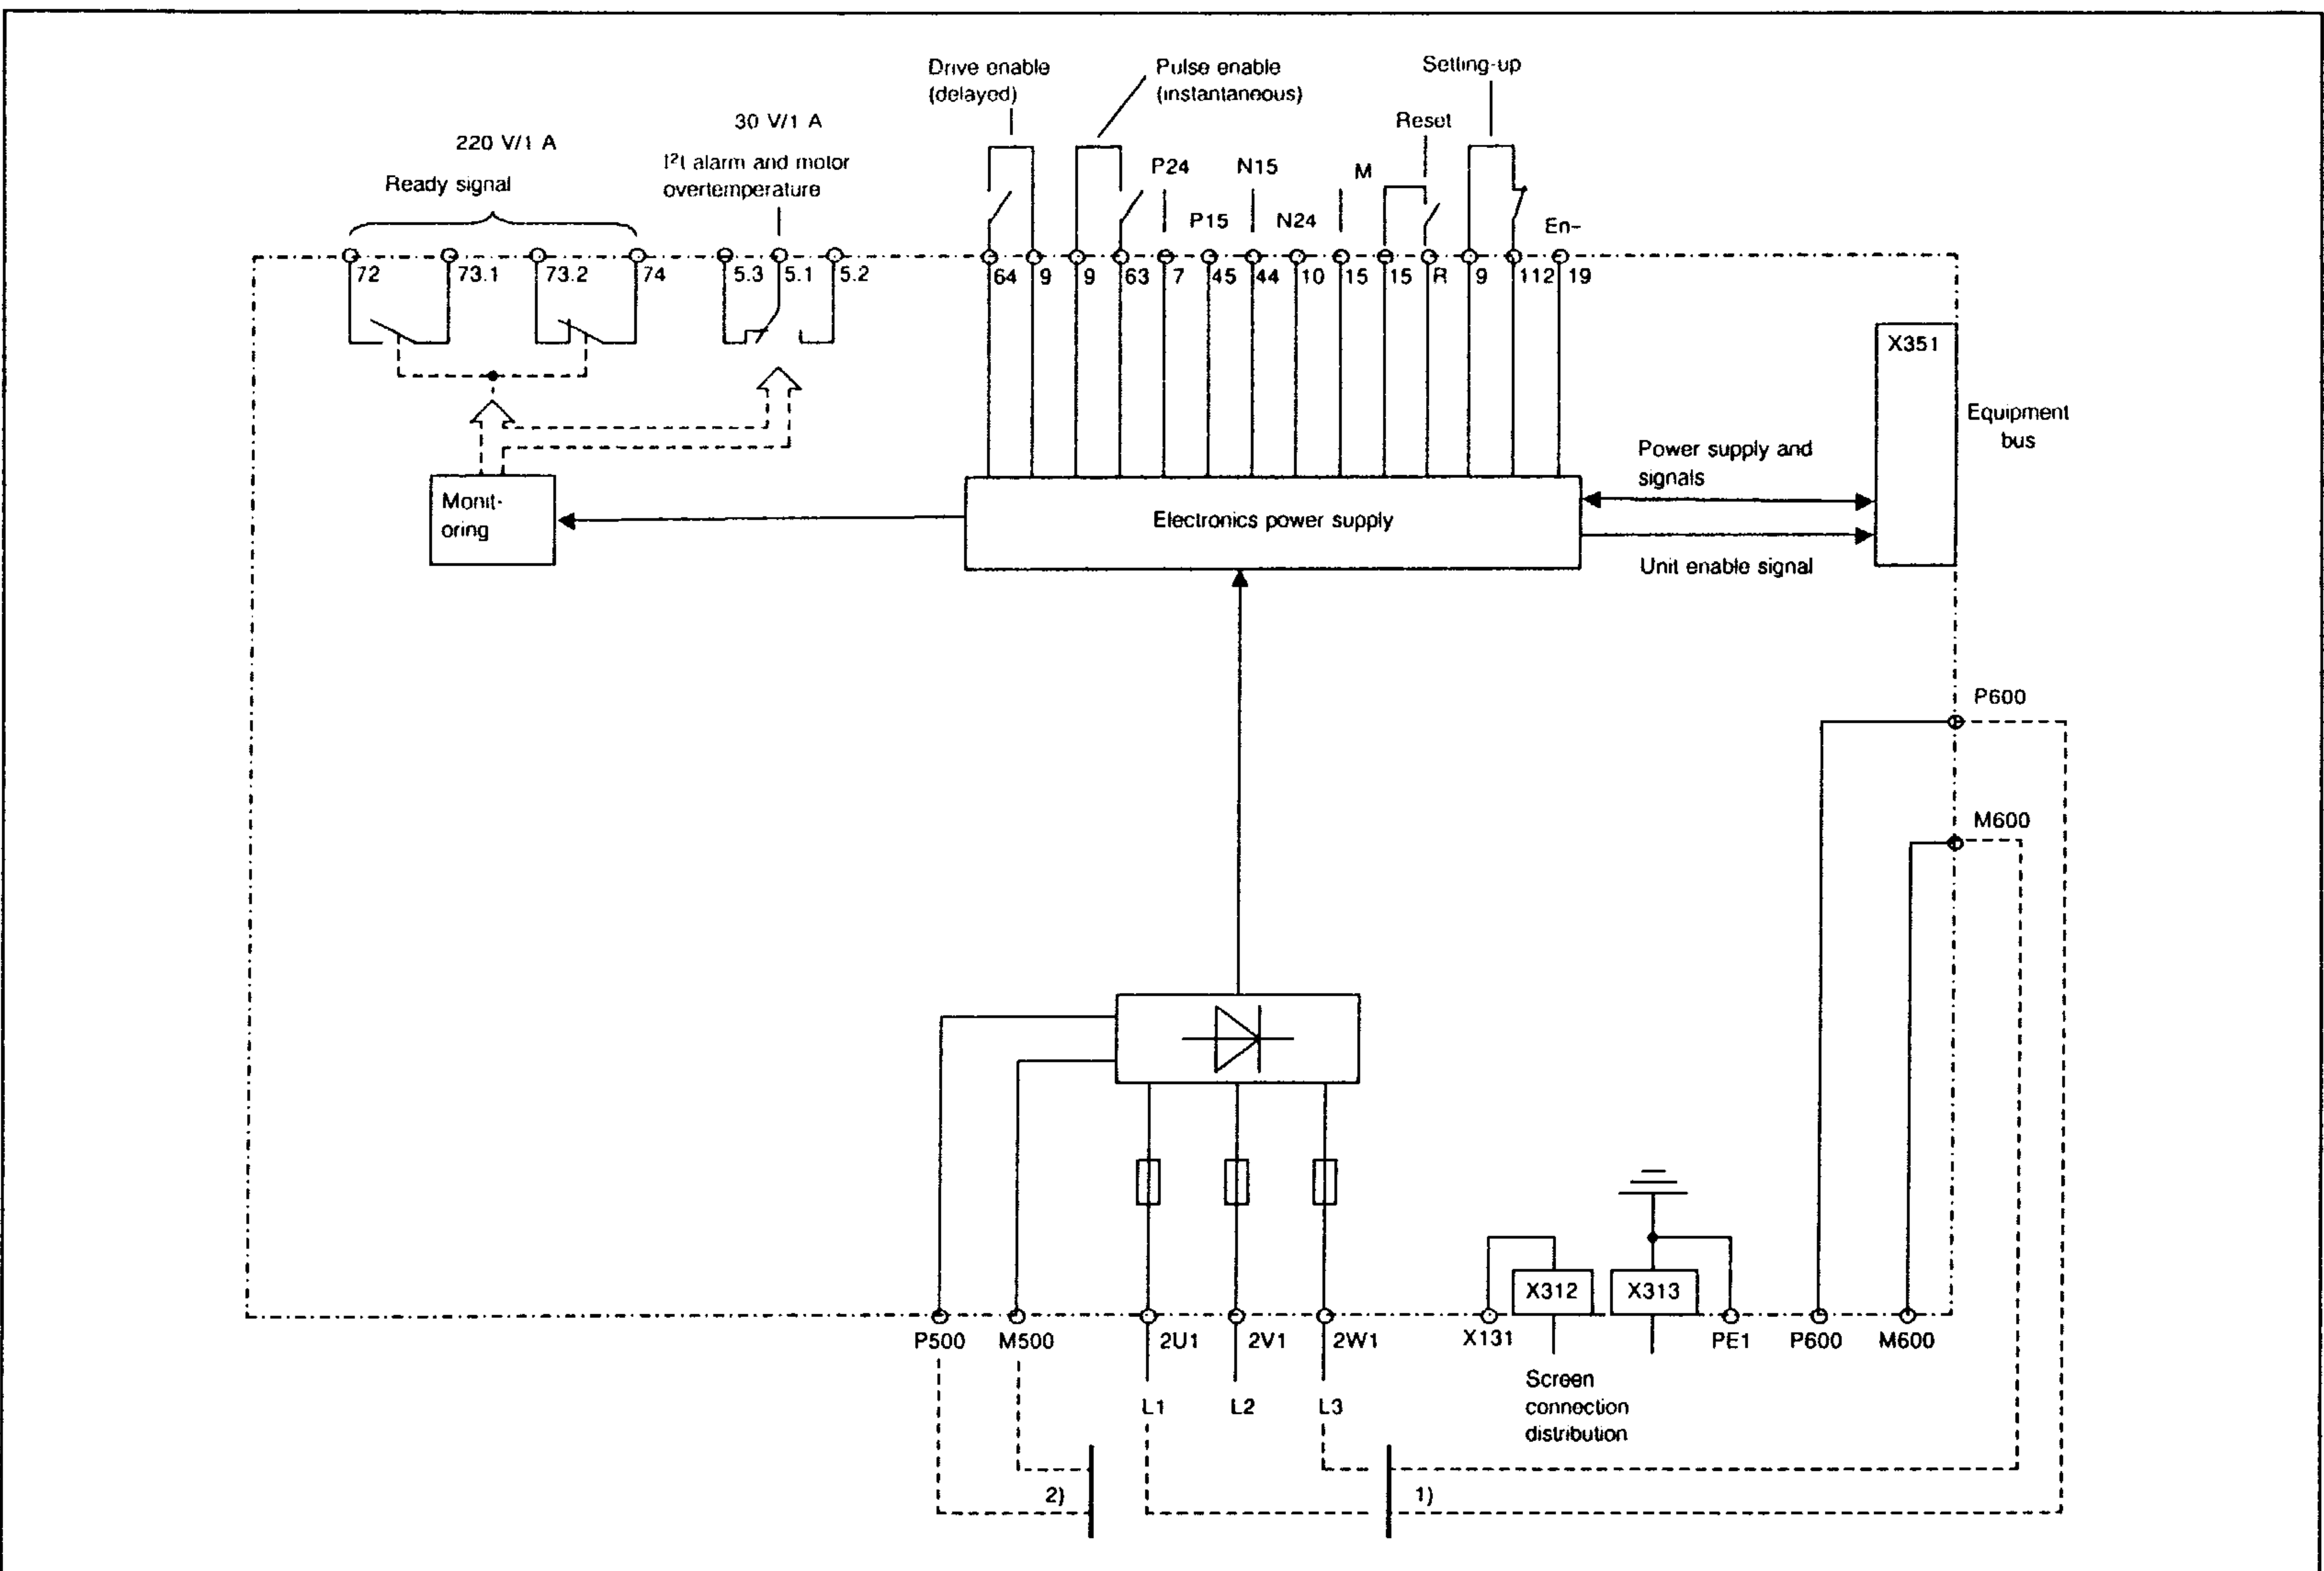 Drive enable
(delayed)
Pulse enable
(instantaneous)
Setting-up
Reset
30 V/1 A
220 V/1 A
I²t alarm and motor
overtemperature
Ready signal
P24
N15
M
P15
N24
En-
72
73.1
73.2
74
5.3
5.1
5.2
64
9
9
63
7
45
44
10
15
15
R
9
112
19
X351
Equipment
bus
Power supply and
signals
Monit-
oring
Electronics power supply
Unit enable signal
P600
M600
X312
X313
P500
M500
2U1
2V1
2W1
X131
PE1
P600
M600
L1
L2
L3
Screen
connection
distribution
2)
1)